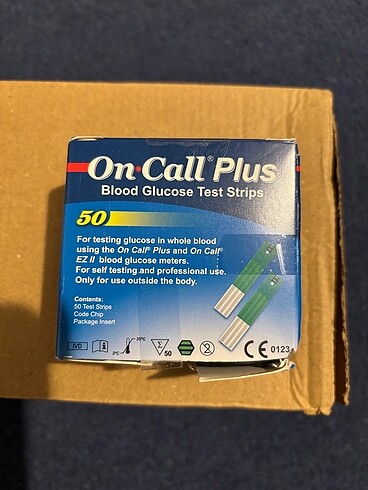 On·Call® Plus
Blood Glucose Test Strips
50
For testing glucose in whole blood
using the On Call® Plus and On Call®
EZ II blood glucose meters.
For self testing and professional use.
Only for use outside the body.
Contents:
50 Test Strips
Code Chip
Package Insert
IVD
i
2°C
35°C
Σ
50
2
CE 0123